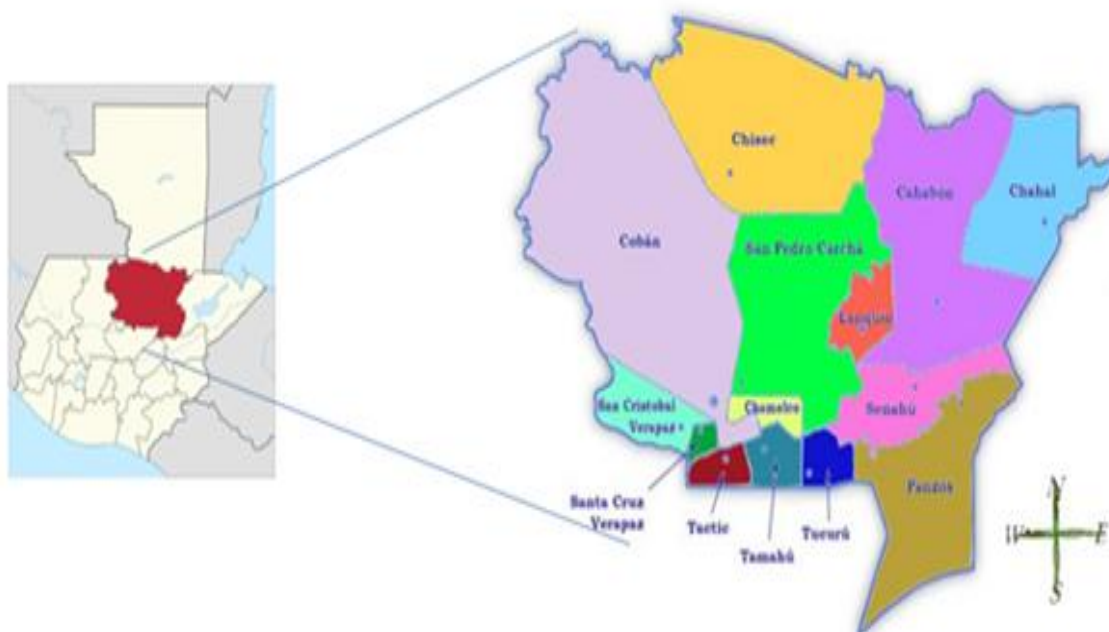 Chisec
Cahabón
Chahal
Cobán
San Pedro Carchá
Lanquín
San Cristobal
Verapaz
Chamelco
Senahú
Santa Cruz
Verapaz
Tactic
Tamahú
Tucurú
Panzós
N
W E
S